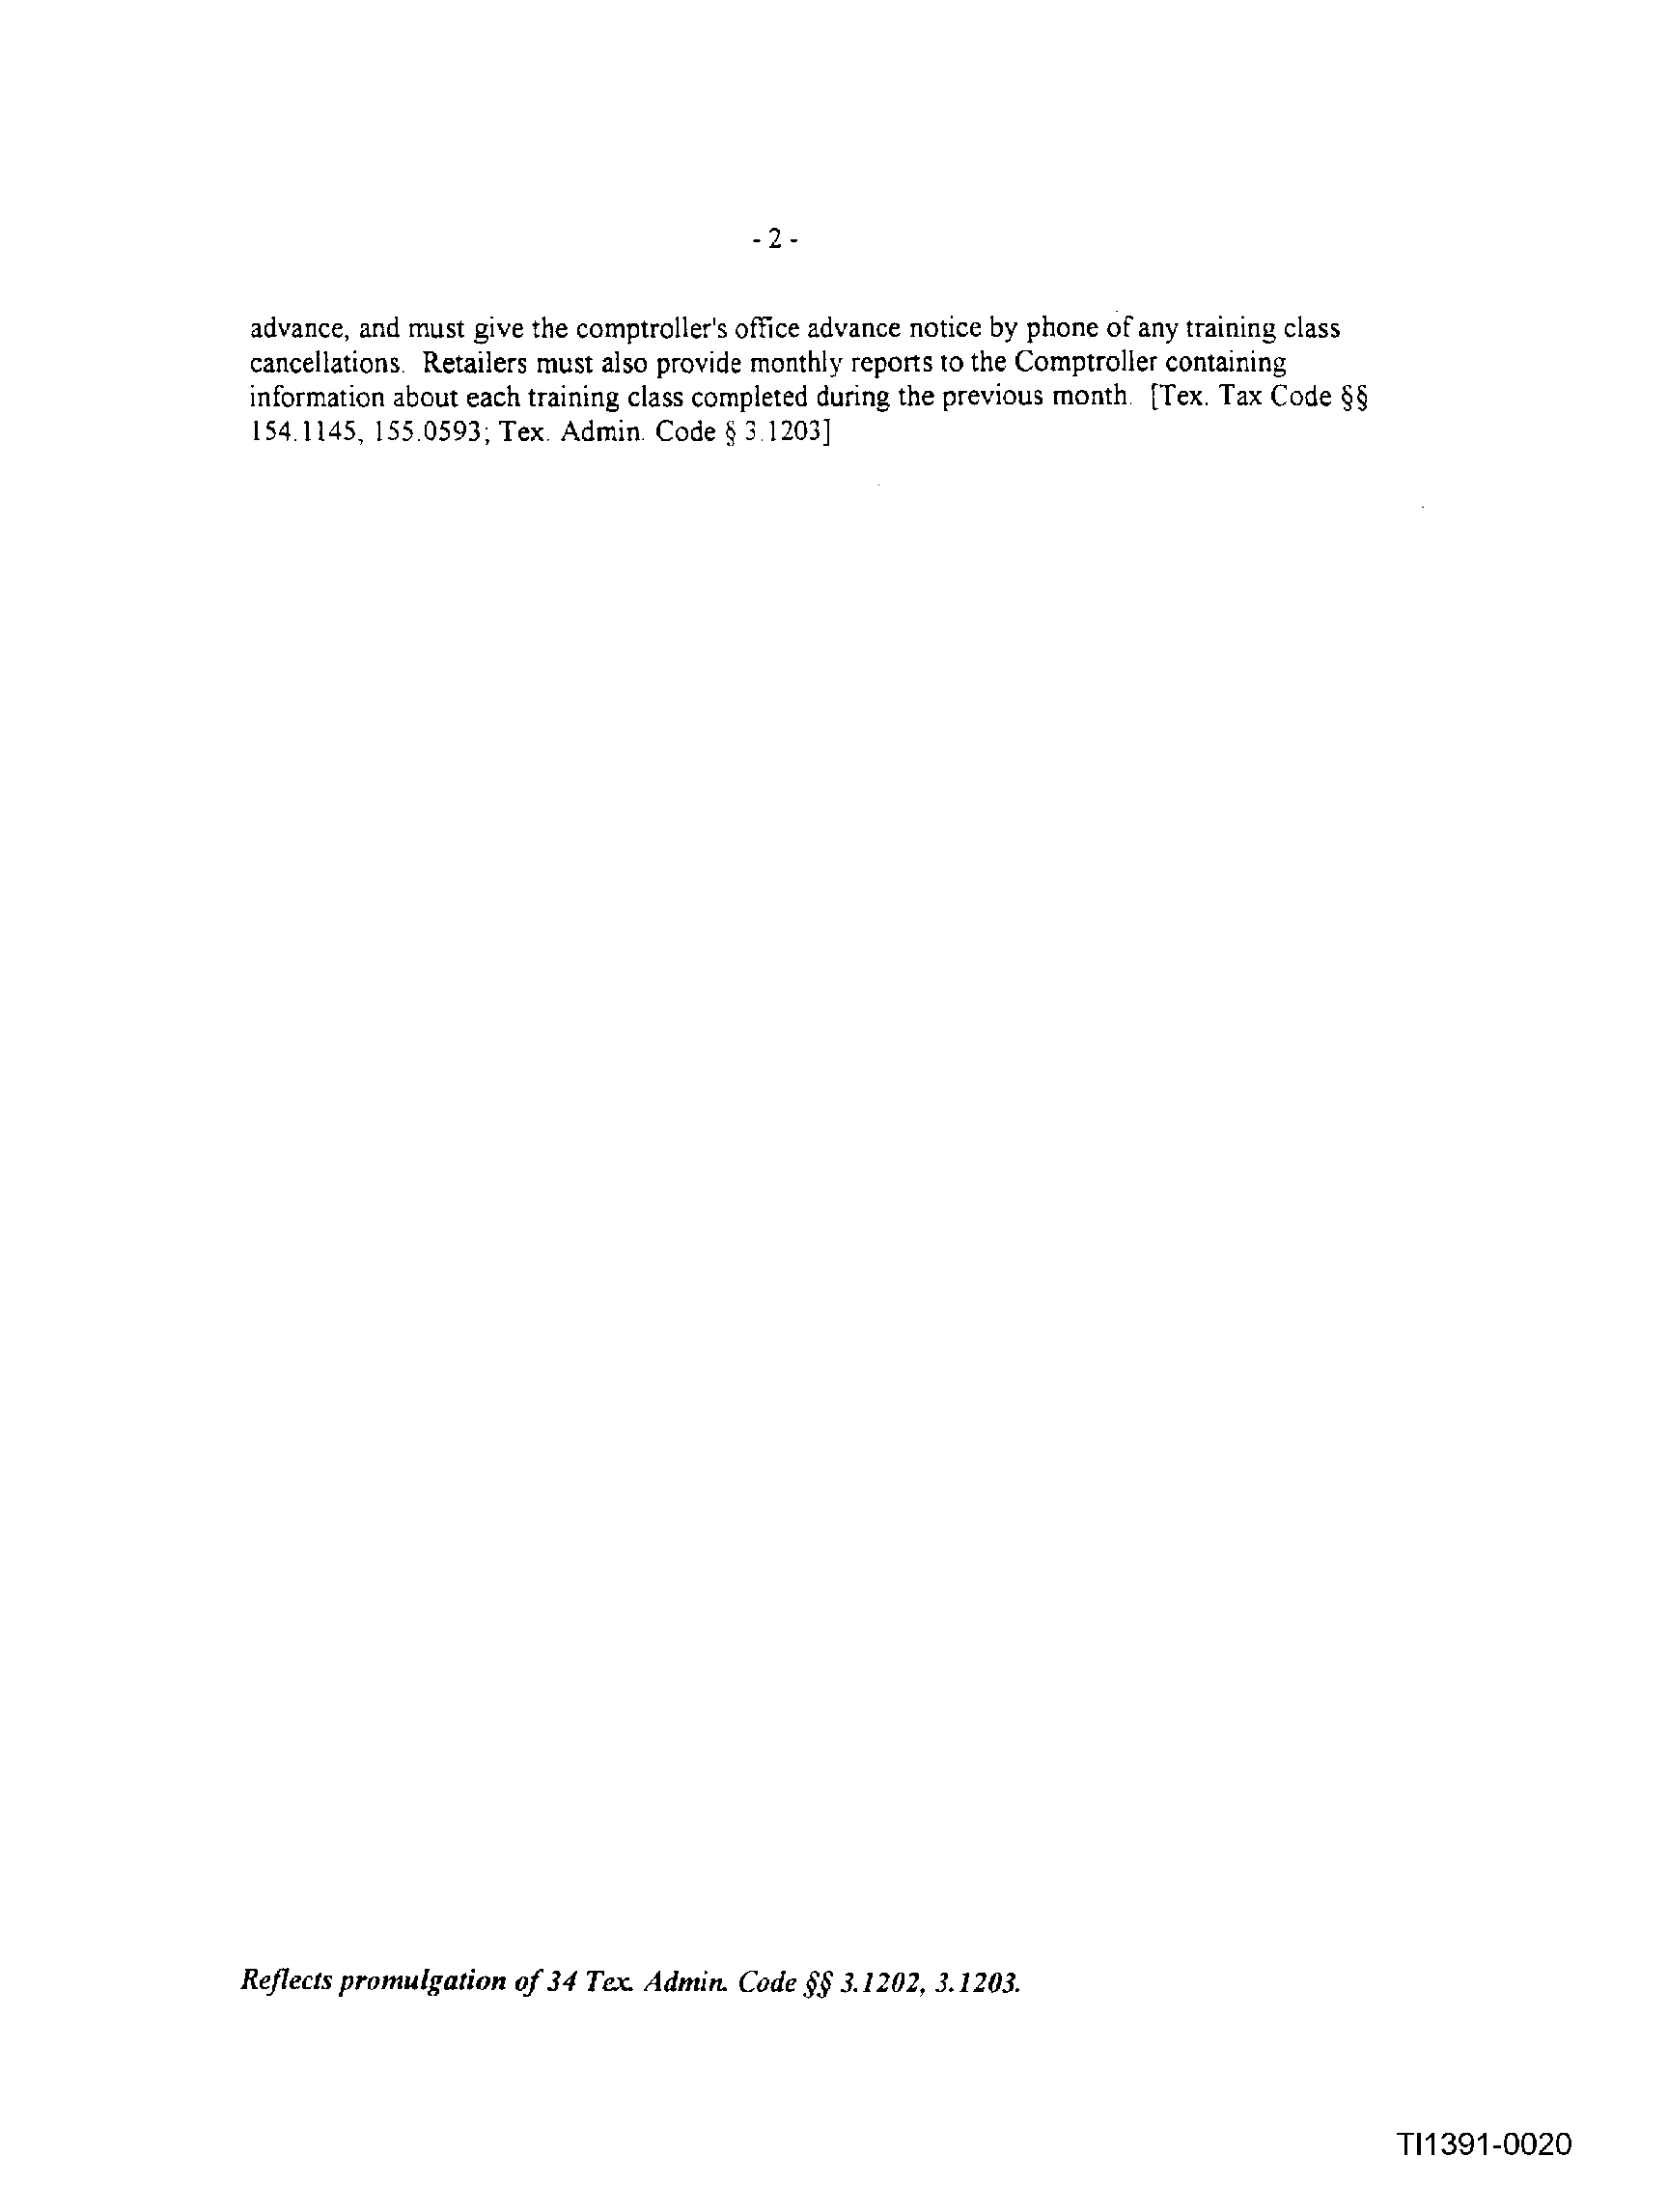 - 2 -
advance, and must give the comptroller's office advance notice by phone of any training class
cancellations. Retailers must also provide monthly reports to the Comptroller containing
information about each training class completed during the previous month. [Tex. Tax Code §§
154.1145, 155.0593; Tex. Admin. Code § 3.1203]
Reflects promulgation of 34 Tex. Admin. Code §§ 3.1202, 3.1203.
TI1391-0020